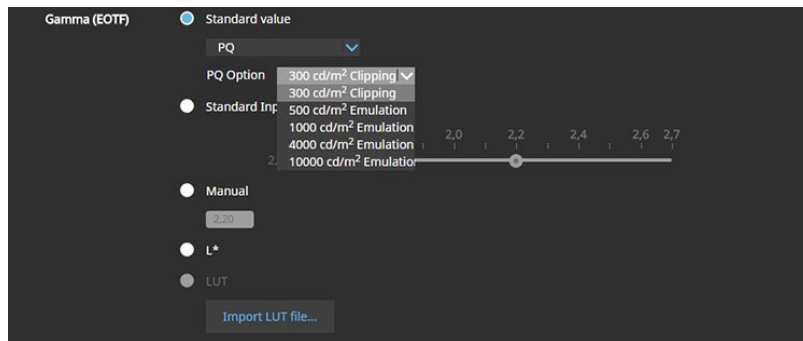 Gamma (EOTF)
Standard value
PQ
PQ Option
300 cd/m² Clipping
300 cd/m² Clipping
500 cd/m² Emulation
1000 cd/m² Emulation
4000 cd/m² Emulation
10000 cd/m² Emulatio
Standard Inp
2,0 2,2 2,4 2,6 2,7
2,
Manual
2,20
L*
LUT
Import LUT file...